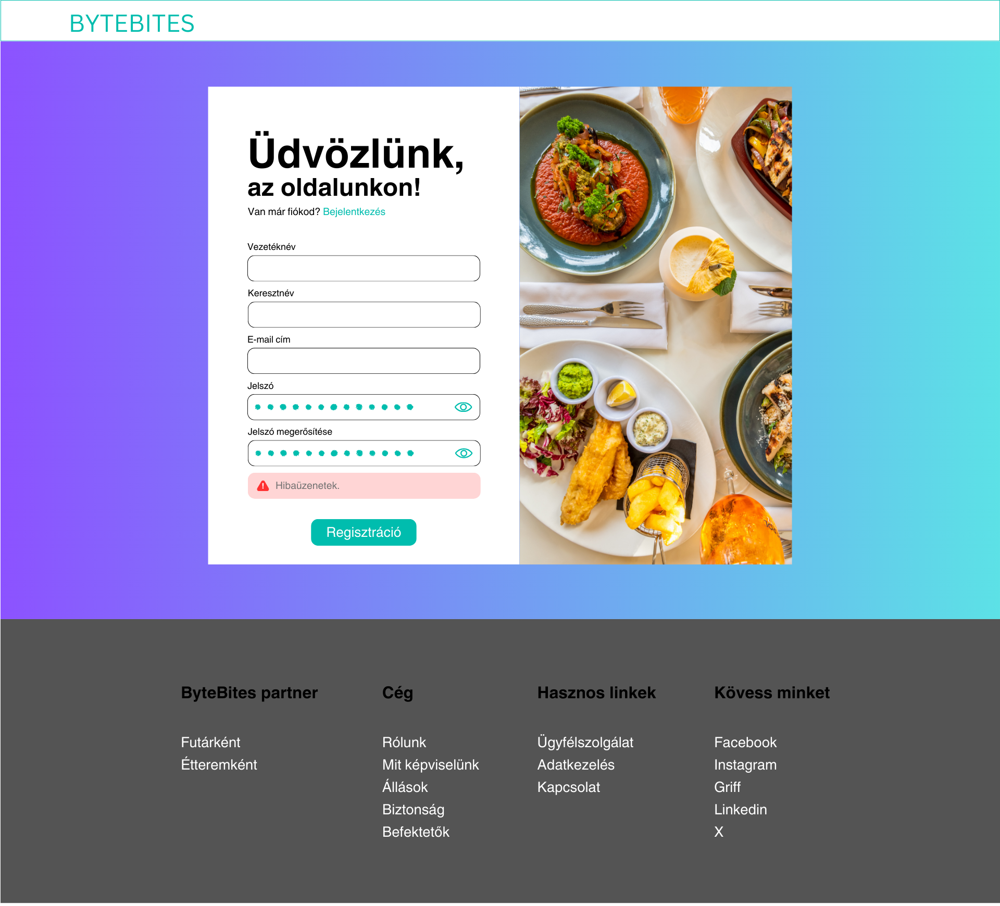 BYTEBITES
Üdvözlünk,
az oldalunkon!
Van már fiókod? Bejelentkezés
Vezetéknév
Keresztnév
E-mail cím
Jelszó
Jelszó megerősítése
Hibaüzenetek.
Regisztráció
ByteBites partner
Futárként
Étteremként
Cég
Rólunk
Mit képviselünk
Állások
Biztonság
Befektetők
Hasznos linkek
Ügyfélszolgálat
Adatkezelés
Kapcsolat
Kövess minket
Facebook
Instagram
Griff
Linkedin
X